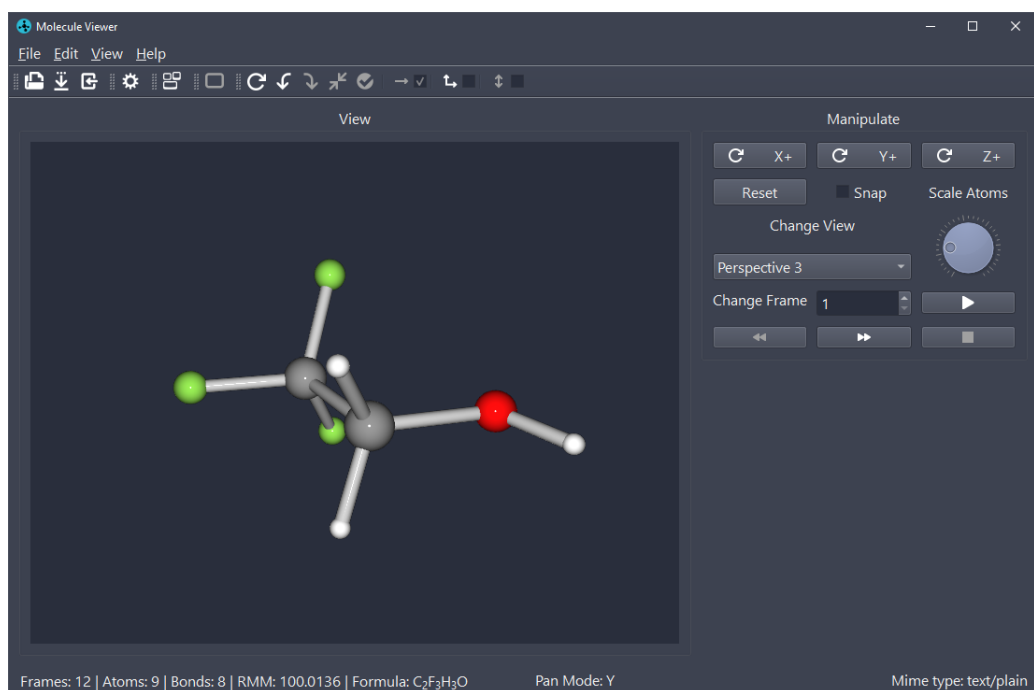 Molecule Viewer
File Edit View Help
View
Manipulate
X+ Y+ Z+
Reset Snap Scale Atoms
Change View
Perspective 3
Change Frame 1
Frames: 12 | Atoms: 9 | Bonds: 8 | RMM: 100.0136 | Formula: C₂F₃H₃O Pan Mode: Y Mime type: text/plain